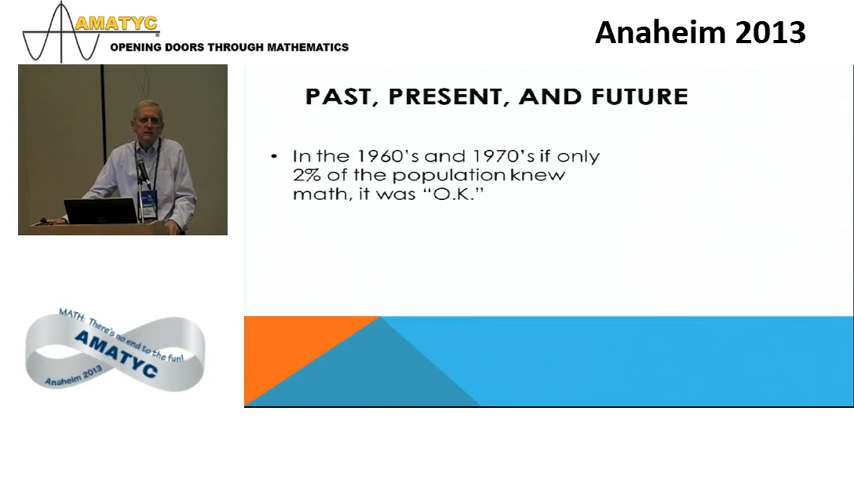 AMATYC
OPENING DOORS THROUGH MATHEMATICS
Anaheim 2013
PAST, PRESENT, AND FUTURE
• In the 1960's and 1970's if only
2% of the population knew
math, it was "O.K."
MATH: There's no end to the fun!
AMATYC
Anaheim 2013